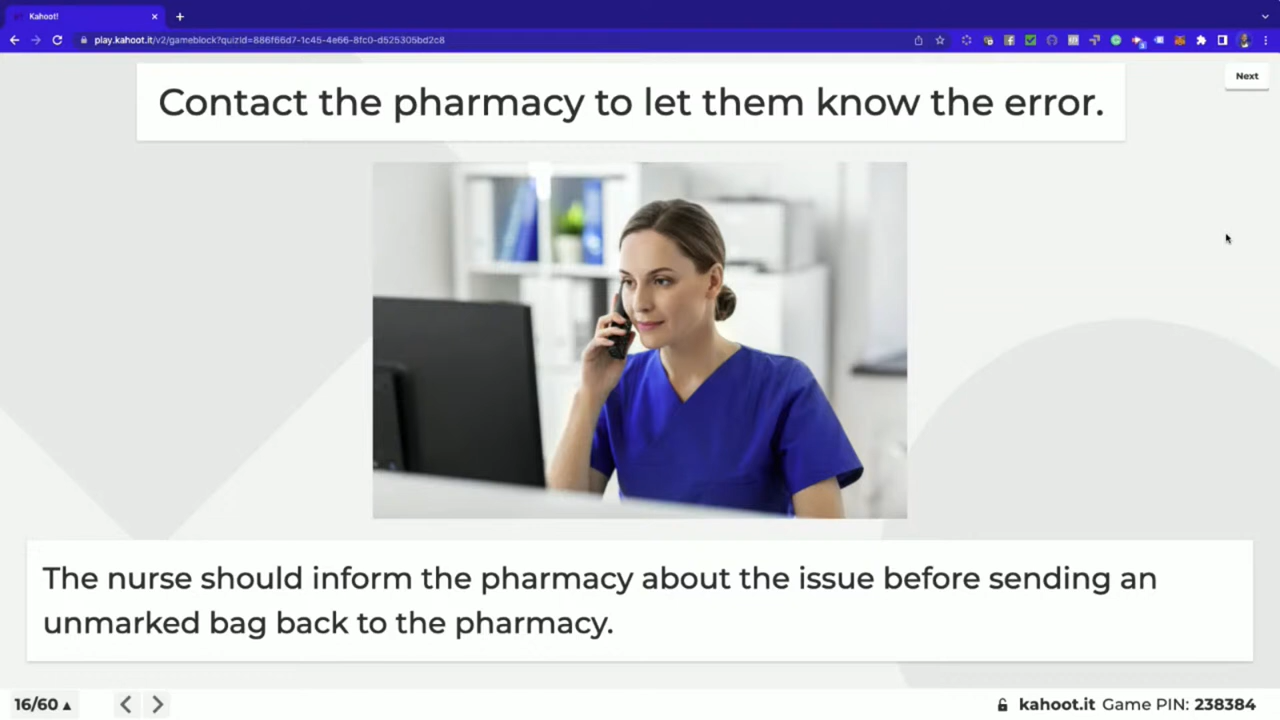 Kahoot!
play.kahoot.it/v2/gameblock?quizId=886f66d7-1c45-4e66-8fc0-d525305bd2c8
Next
Contact the pharmacy to let them know the error.
The nurse should inform the pharmacy about the issue before sending an
unmarked bag back to the pharmacy.
16/60
kahoot.it Game PIN: 238384